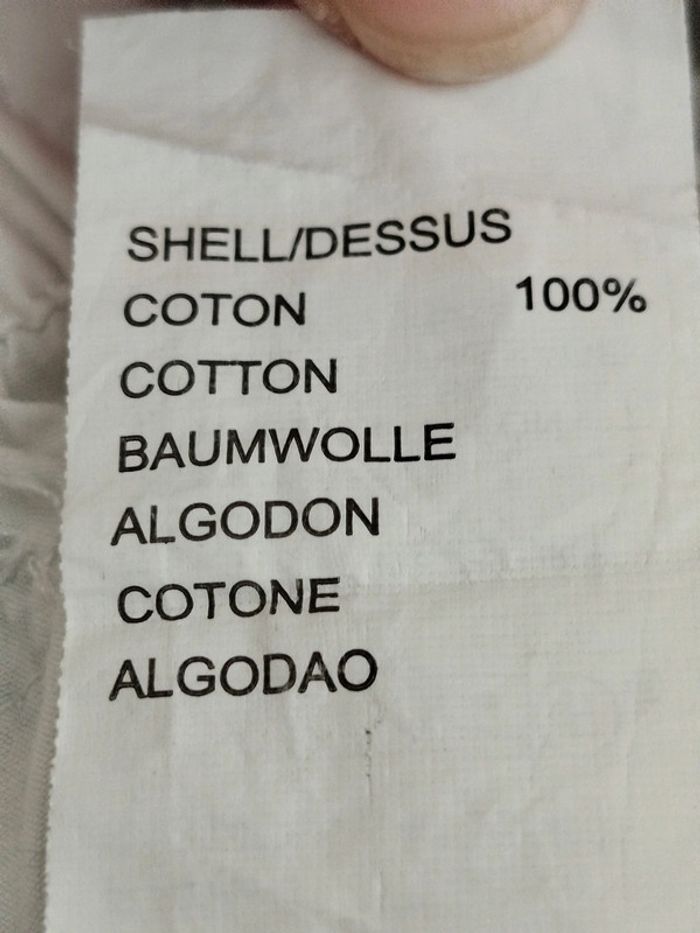 SHELL/DESSUS
COTON 100%
COTTON
BAUMWOLLE
ALGODON
COTONE
ALGODAO